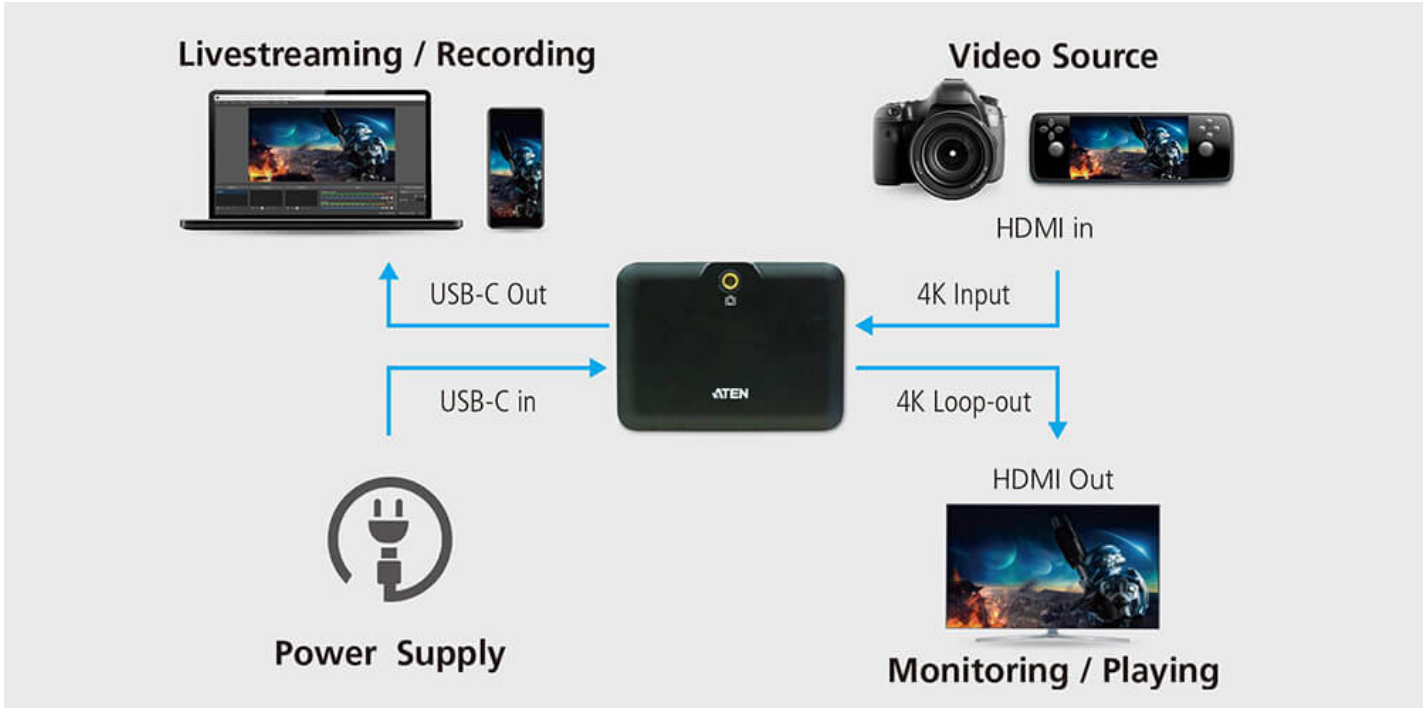 Livestreaming / Recording
Video Source
HDMI in
USB-C Out
4K Input
USB-C in
ATEN
4K Loop-out
HDMI Out
Power Supply
Monitoring / Playing